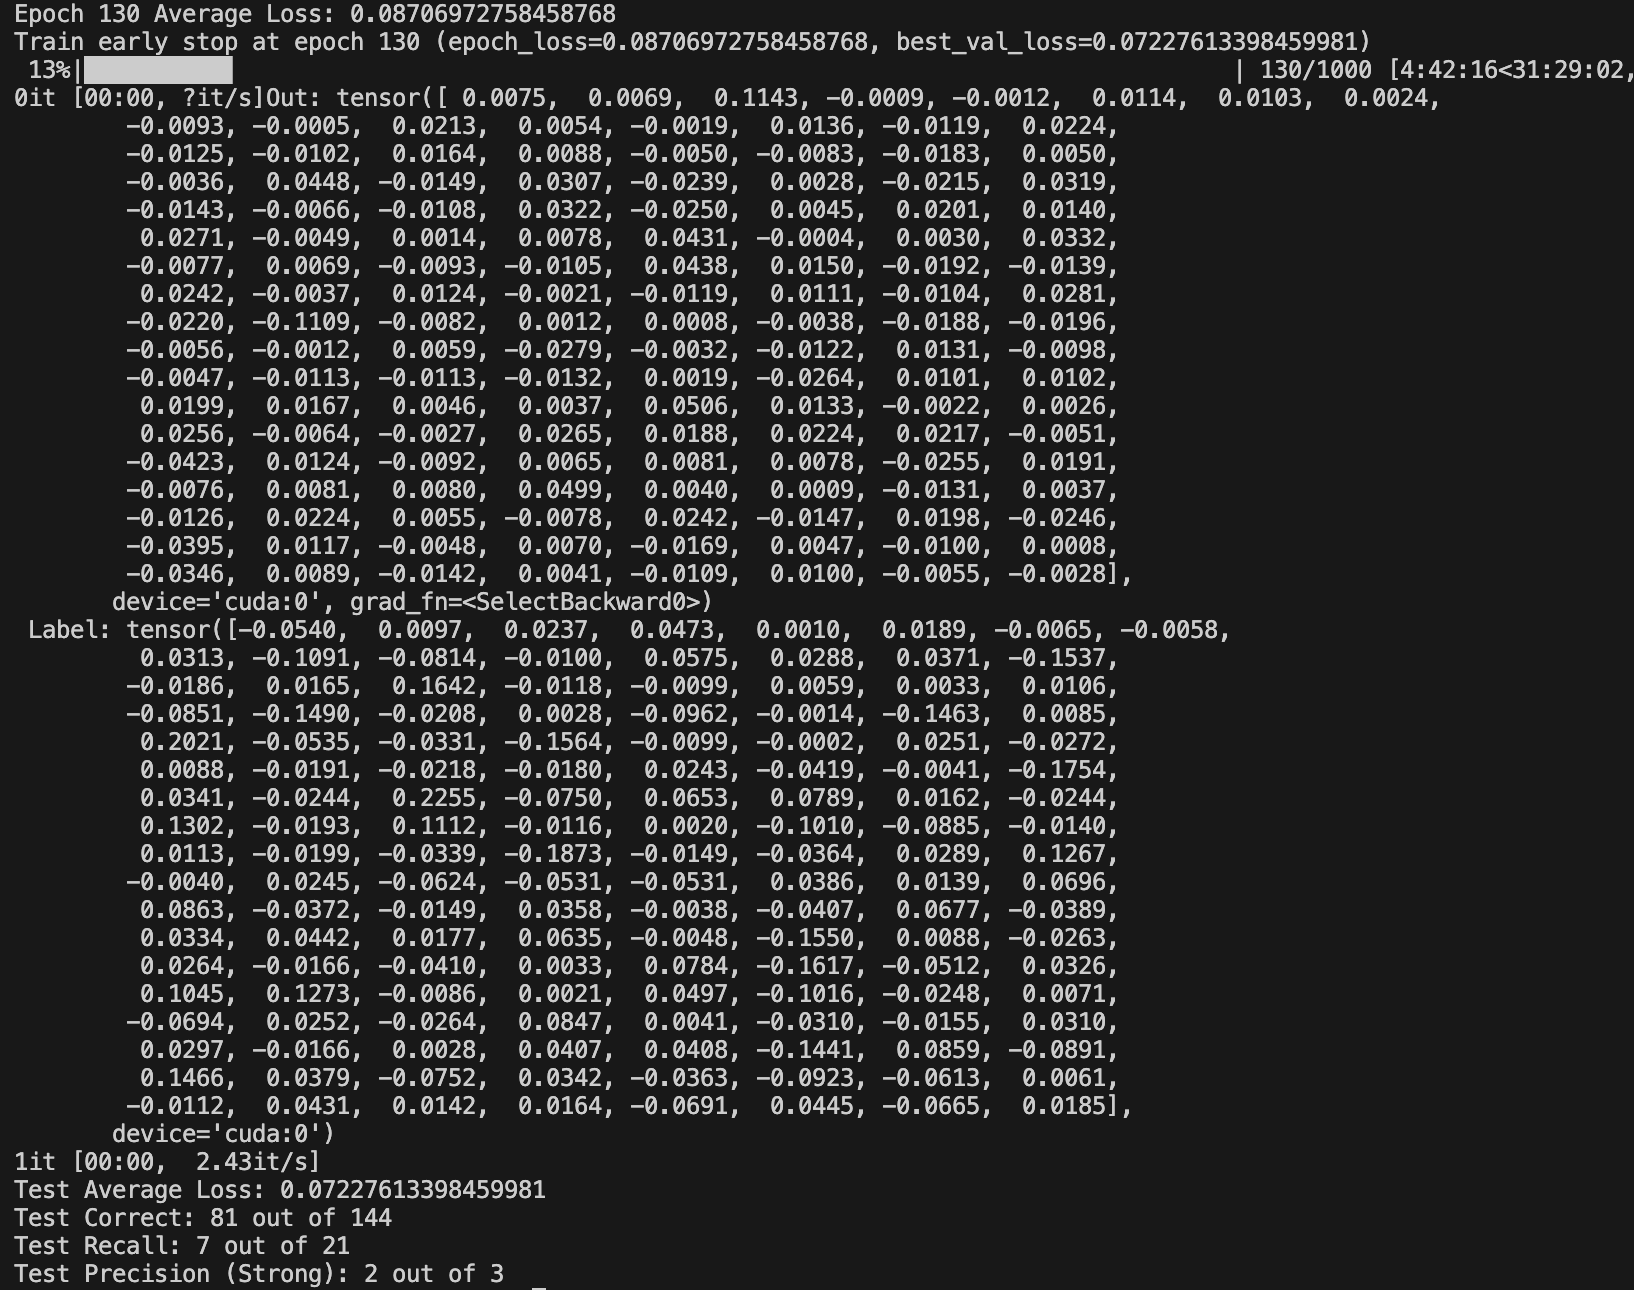 Epoch 130 Average Loss: 0.08706972758458768
Train early stop at epoch 130 (epoch_loss=0.08706972758458768, best_val_loss=0.07227613398459981)
 13%|██████████ | 130/1000 [4:42:16<31:29:02,
0it [00:00, ?it/s]Out: tensor([ 0.0075,  0.0069,  0.1143, -0.0009, -0.0012,  0.0114,  0.0103,  0.0024,
        -0.0093, -0.0005,  0.0213,  0.0054, -0.0019,  0.0136, -0.0119,  0.0224,
        -0.0125, -0.0102,  0.0164,  0.0088, -0.0050, -0.0083, -0.0183,  0.0050,
        -0.0036,  0.0448, -0.0149,  0.0307, -0.0239,  0.0028, -0.0215,  0.0319,
        -0.0143, -0.0066, -0.0108,  0.0322, -0.0250,  0.0045,  0.0201,  0.0140,
         0.0271, -0.0049,  0.0014,  0.0078,  0.0431, -0.0004,  0.0030,  0.0332,
        -0.0077,  0.0069, -0.0093, -0.0105,  0.0438,  0.0150, -0.0192, -0.0139,
         0.0242, -0.0037,  0.0124, -0.0021, -0.0119,  0.0111, -0.0104,  0.0281,
        -0.0220, -0.1109, -0.0082,  0.0012,  0.0008, -0.0038, -0.0188, -0.0196,
        -0.0056, -0.0012,  0.0059, -0.0279, -0.0032, -0.0122,  0.0131, -0.0098,
        -0.0047, -0.0113, -0.0113, -0.0132,  0.0019, -0.0264,  0.0101,  0.0102,
         0.0199,  0.0167,  0.0046,  0.0037,  0.0506,  0.0133, -0.0022,  0.0026,
         0.0256, -0.0064, -0.0027,  0.0265,  0.0188,  0.0224,  0.0217, -0.0051,
        -0.0423,  0.0124, -0.0092,  0.0065,  0.0081,  0.0078, -0.0255,  0.0191,
        -0.0076,  0.0081,  0.0080,  0.0499,  0.0040,  0.0009, -0.0131,  0.0037,
        -0.0126,  0.0224,  0.0055, -0.0078,  0.0242, -0.0147,  0.0198, -0.0246,
        -0.0395,  0.0117, -0.0048,  0.0070, -0.0169,  0.0047, -0.0100,  0.0008,
        -0.0346,  0.0089, -0.0142,  0.0041, -0.0109,  0.0100, -0.0055, -0.0028],
       device='cuda:0', grad_fn=<SelectBackward0>)
 Label: tensor([-0.0540,  0.0097,  0.0237,  0.0473,  0.0010,  0.0189, -0.0065, -0.0058,
         0.0313, -0.1091, -0.0814, -0.0100,  0.0575,  0.0288,  0.0371, -0.1537,
        -0.0186,  0.0165,  0.1642, -0.0118, -0.0099,  0.0059,  0.0033,  0.0106,
        -0.0851, -0.1490, -0.0208,  0.0028, -0.0962, -0.0014, -0.1463,  0.0085,
         0.2021, -0.0535, -0.0331, -0.1564, -0.0099, -0.0002,  0.0251, -0.0272,
         0.0088, -0.0191, -0.0218, -0.0180,  0.0243, -0.0419, -0.0041, -0.1754,
         0.0341, -0.0244,  0.2255, -0.0750,  0.0653,  0.0789,  0.0162, -0.0244,
         0.1302, -0.0193,  0.1112, -0.0116,  0.0020, -0.1010, -0.0885, -0.0140,
         0.0113, -0.0199, -0.0339, -0.1873, -0.0149, -0.0364,  0.0289,  0.1267,
        -0.0040,  0.0245, -0.0624, -0.0531, -0.0531,  0.0386,  0.0139,  0.0696,
         0.0863, -0.0372, -0.0149,  0.0358, -0.0038, -0.0407,  0.0677, -0.0389,
         0.0334,  0.0442,  0.0177,  0.0635, -0.0048, -0.1550,  0.0088, -0.0263,
         0.0264, -0.0166, -0.0410,  0.0033,  0.0784, -0.1617, -0.0512,  0.0326,
         0.1045,  0.1273, -0.0086,  0.0021,  0.0497, -0.1016, -0.0248,  0.0071,
        -0.0694,  0.0252, -0.0264,  0.0847,  0.0041, -0.0310, -0.0155,  0.0310,
         0.0297, -0.0166,  0.0028,  0.0407,  0.0408, -0.1441,  0.0859, -0.0891,
         0.1466,  0.0379, -0.0752,  0.0342, -0.0363, -0.0923, -0.0613,  0.0061,
        -0.0112,  0.0431,  0.0142,  0.0164, -0.0691,  0.0445, -0.0665,  0.0185],
       device='cuda:0')
1it [00:00,  2.43it/s]
Test Average Loss: 0.07227613398459981
Test Correct: 81 out of 144
Test Recall: 7 out of 21
Test Precision (Strong): 2 out of 3